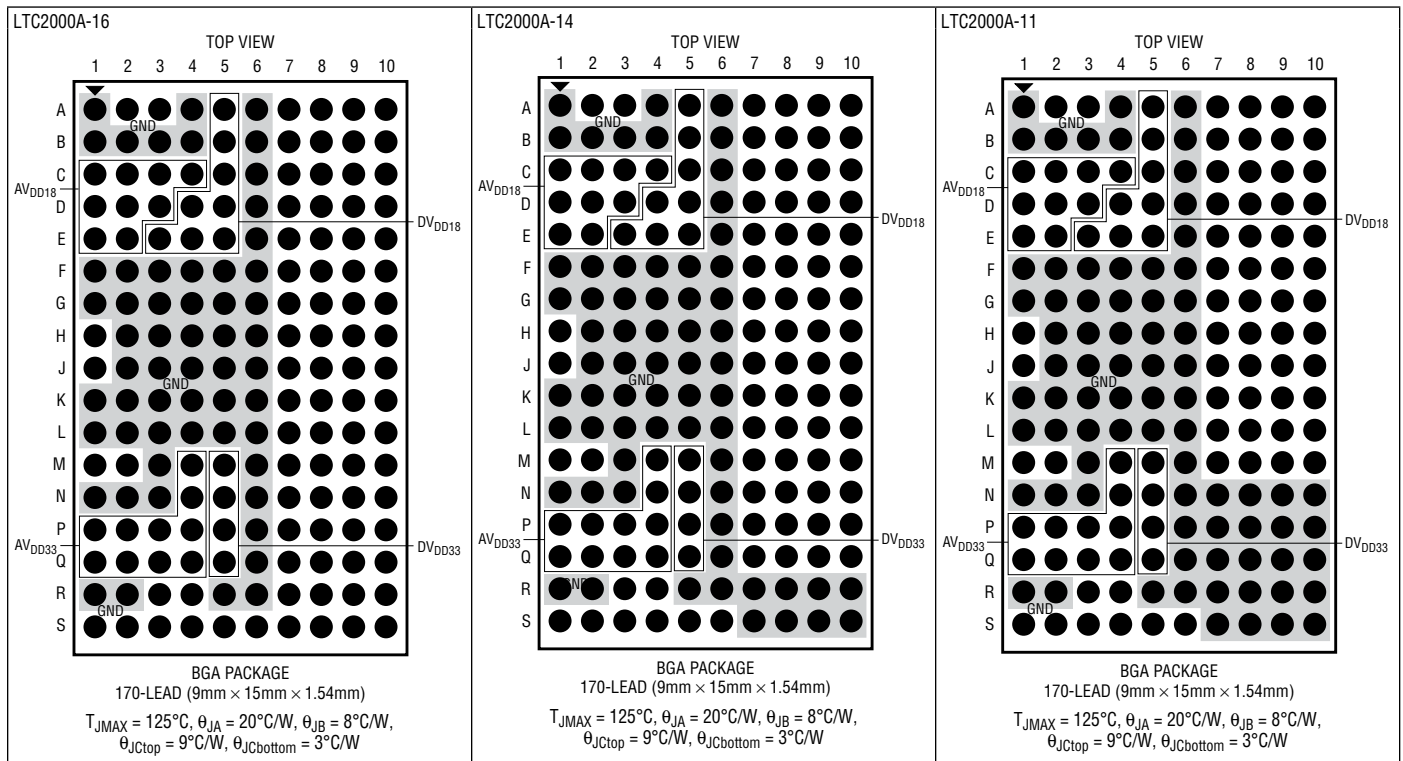 LTC2000A-16
TOP VIEW
1 2 3 4 5 6 7 8 9 10
A
GND
B
C
AVDD18
D
DVDD18
E
F
G
H
J
GND
K
L
M
N
P
AVDD33
DVDD33
Q
R
GND
S
BGA PACKAGE
170-LEAD (9mm × 15mm × 1.54mm)
TJMAX = 125°C, θJA = 20°C/W, θJB = 8°C/W,
θJCtop = 9°C/W, θJCbottom = 3°C/W
LTC2000A-14
TOP VIEW
1 2 3 4 5 6 7 8 9 10
A
GND
B
C
AVDD18
D
DVDD18
E
F
G
H
J
GND
K
L
M
N
P
AVDD33
DVDD33
Q
R
GND
S
BGA PACKAGE
170-LEAD (9mm × 15mm × 1.54mm)
TJMAX = 125°C, θJA = 20°C/W, θJB = 8°C/W,
θJCtop = 9°C/W, θJCbottom = 3°C/W
LTC2000A-11
TOP VIEW
1 2 3 4 5 6 7 8 9 10
A
GND
B
C
AVDD18
D
DVDD18
E
F
G
H
J
GND
K
L
M
N
P
AVDD33
DVDD33
Q
R
GND
S
BGA PACKAGE
170-LEAD (9mm × 15mm × 1.54mm)
TJMAX = 125°C, θJA = 20°C/W, θJB = 8°C/W,
θJCtop = 9°C/W, θJCbottom = 3°C/W